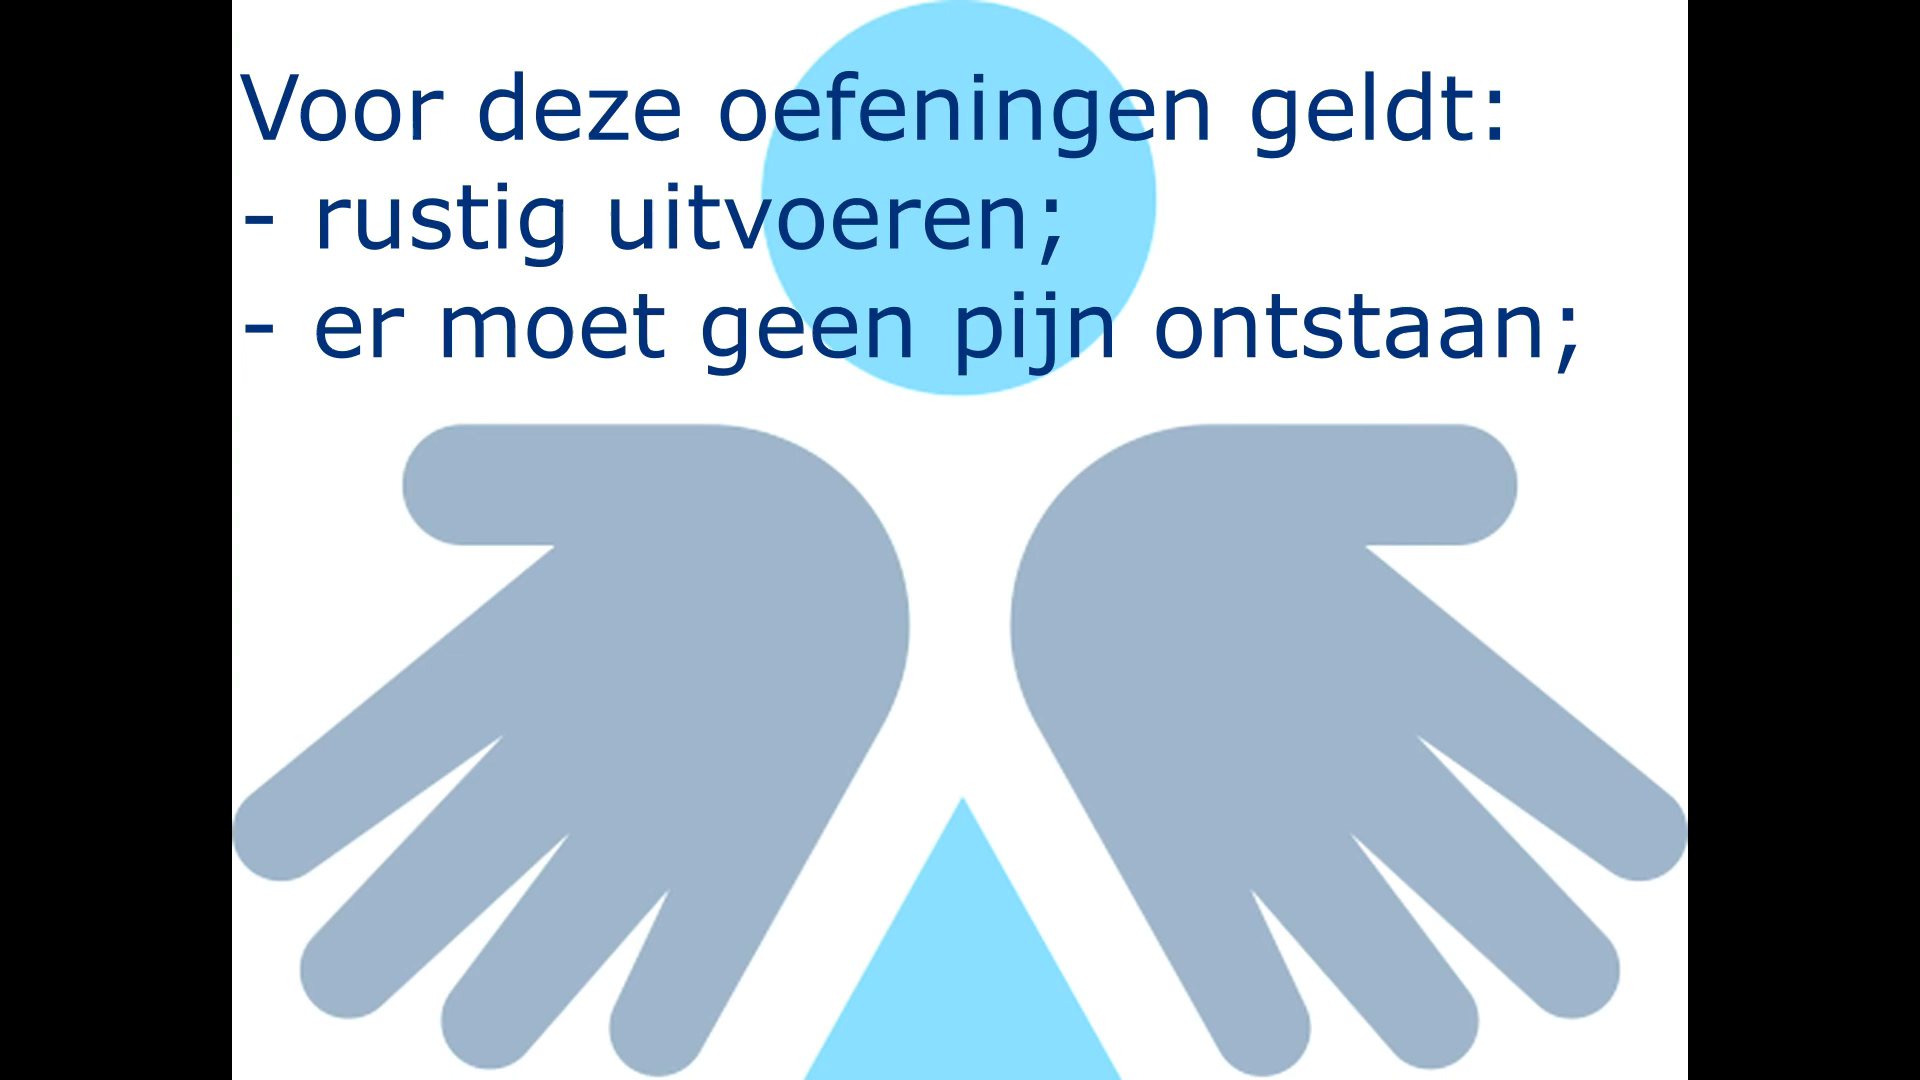 Voor deze oefeningen geldt:
- rustig uitvoeren;
- er moet geen pijn ontstaan;